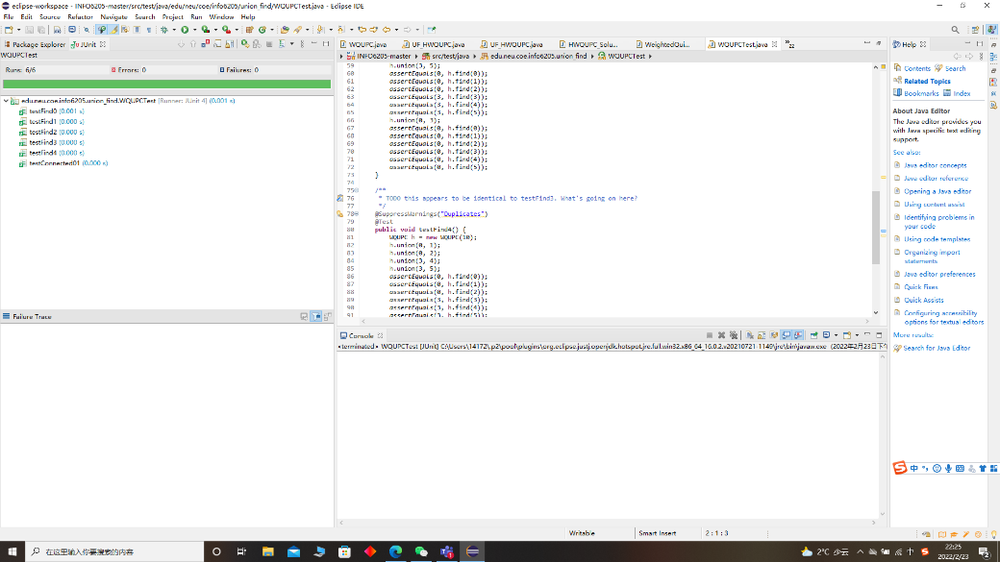 eclipse-workspace - INFO6205-master/src/test/java/edu/neu/coe/info6205/union_find/WQUPCTest.java - Eclipse IDE
File Edit Source Refactor Navigate Search Project Run Window Help
Package Explorer JUnit
WQUPCTest
Runs: 6/6 Errors: 0 Failures: 0
edu.neu.coe.info6205.union_find.WQUPCTest [Runner: JUnit 4] (0.001 s)
testFind0 (0.001 s)
testFind1 (0.000 s)
testFind2 (0.000 s)
testFind3 (0.000 s)
testFind4 (0.000 s)
testConnected01 (0.000 s)
Failure Trace
WQUPC.java UF_HWQUPC.java UF_HWQUPC.java HWQUPC_Solu... WeightedQui... WQUPCTest.java 22
INFO6205-master src/test/java edu.neu.coe.info6205.union_find WQUPCTest
59 h.union(3, 5);
60 assertEquals(0, h.find(0));
61 assertEquals(0, h.find(1));
62 assertEquals(0, h.find(2));
63 assertEquals(3, h.find(3));
64 assertEquals(3, h.find(4));
65 assertEquals(3, h.find(5));
66 h.union(0, 3);
67 assertEquals(0, h.find(0));
68 assertEquals(0, h.find(1));
69 assertEquals(0, h.find(2));
70 assertEquals(0, h.find(3));
71 assertEquals(0, h.find(4));
72 assertEquals(0, h.find(5));
73 }
74
75 /**
76 * TODO this appears to be identical to testFind3. What's going on here?
77 */
78 @SuppressWarnings("Duplicates")
79 @Test
80 public void testFind4() {
81 WQUPC h = new WQUPC(10);
82 h.union(0, 1);
83 h.union(0, 2);
84 h.union(3, 4);
85 h.union(3, 5);
86 assertEquals(0, h.find(0));
87 assertEquals(0, h.find(1));
88 assertEquals(0, h.find(2));
89 assertEquals(3, h.find(3));
90 assertEquals(3, h.find(4));
91 assertEquals(3, h.find(5));
Console
<terminated> WQUPCTest [JUnit] C:\Users\14172\.p2\pool\plugins\org.eclipse.justj.openjdk.hotspot.jre.full.win32.x86_64_16.0.2.v20210721-1149\jre\bin\javaw.exe (2022年2月23日下午
Help
Contents Search
Related Topics
Bookmarks Index
About Java Editor
The Java editor provides you
with Java specific text editing
support.
See also:
Java editor concepts
Java editor reference
Opening a Java editor
Using content assist
Identifying problems in
your code
Using code templates
Organizing import
statements
Java editor preferences
Quick Fixes
Quick Assists
Configuring accessibility
options for textual editors
More results:
Search for Java Editor
中
Writable Smart Insert 2 : 1 : 3
在这里输入你要搜索的内容
2°C 多云 中 22:25
2022/2/23
2